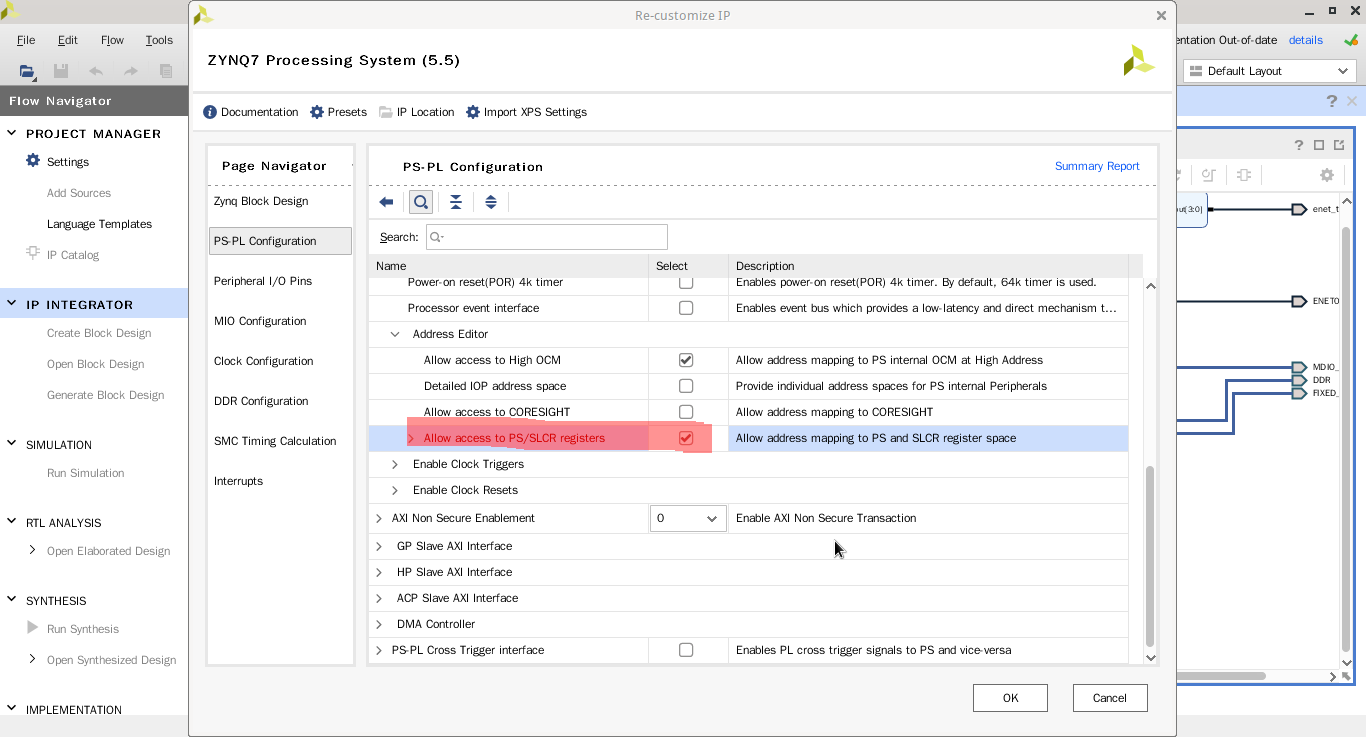 Re-customize IP
File Edit Flow Tools
entation Out-of-date details
ZYNQ7 Processing System (5.5)
Default Layout
Flow Navigator
Documentation Presets IP Location Import XPS Settings
PROJECT MANAGER
Settings
Add Sources
Language Templates
IP Catalog
IP INTEGRATOR
Create Block Design
Open Block Design
Generate Block Design
SIMULATION
Run Simulation
RTL ANALYSIS
Open Elaborated Design
SYNTHESIS
Run Synthesis
Open Synthesized Design
IMPLEMENTATION
Page Navigator
Zynq Block Design
PS-PL Configuration
Peripheral I/O Pins
MIO Configuration
Clock Configuration
DDR Configuration
SMC Timing Calculation
Interrupts
PS-PL Configuration Summary Report
Search:
Name Select Description
Power-on reset(POR) 4k timer Enables power-on reset(POR) 4k timer. By default, 64k timer is used.
Processor event interface Enables event bus which provides a low-latency and direct mechanism t...
Address Editor
Allow access to High OCM Allow address mapping to PS internal OCM at High Address
Detailed IOP address space Provide individual address spaces for PS internal Peripherals
Allow access to CORESIGHT Allow address mapping to CORESIGHT
Allow access to PS/SLCR registers Allow address mapping to PS and SLCR register space
Enable Clock Triggers
Enable Clock Resets
AXI Non Secure Enablement 0 Enable AXI Non Secure Transaction
GP Slave AXI Interface
HP Slave AXI Interface
ACP Slave AXI Interface
DMA Controller
PS-PL Cross Trigger interface Enables PL cross trigger signals to PS and vice-versa
OK Cancel
ut[3:0] enet_t
ENET0
MDIO_
DDR
FIXED_